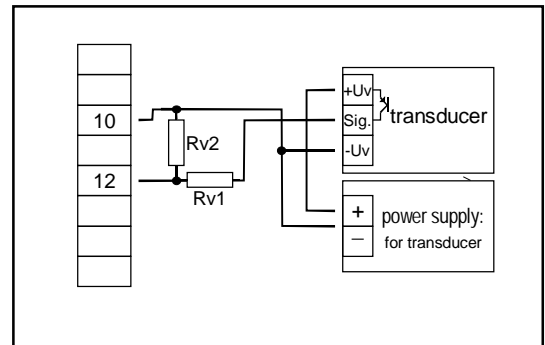 10
12
Rv2
Rv1
+Uv
Sig.
-Uv
transducer
+
−
power supply:
for transducer